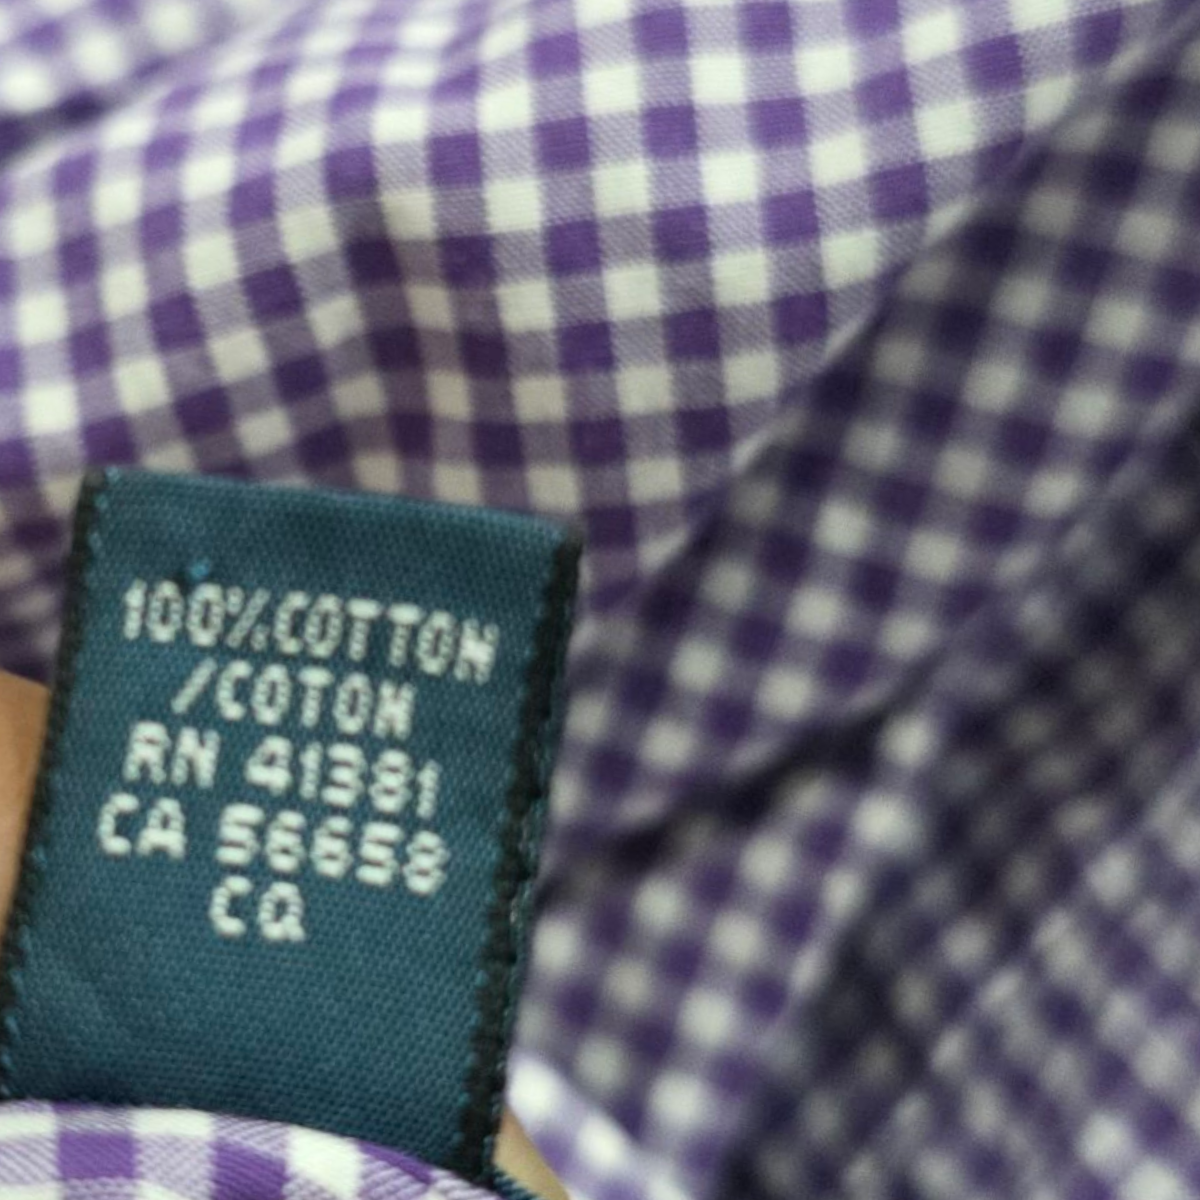 100%COTTON
/COTON
RN 41381
CA 56658
CQ